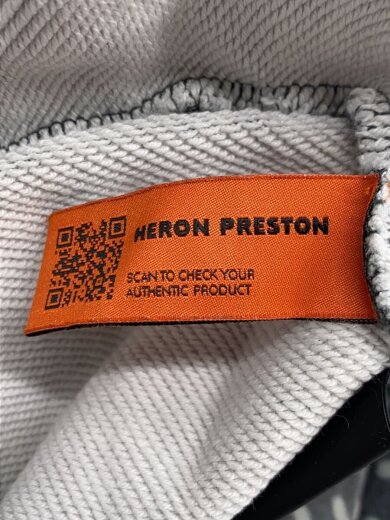 HERON PRESTON
SCAN TO CHECK YOUR
AUTHENTIC PRODUCT